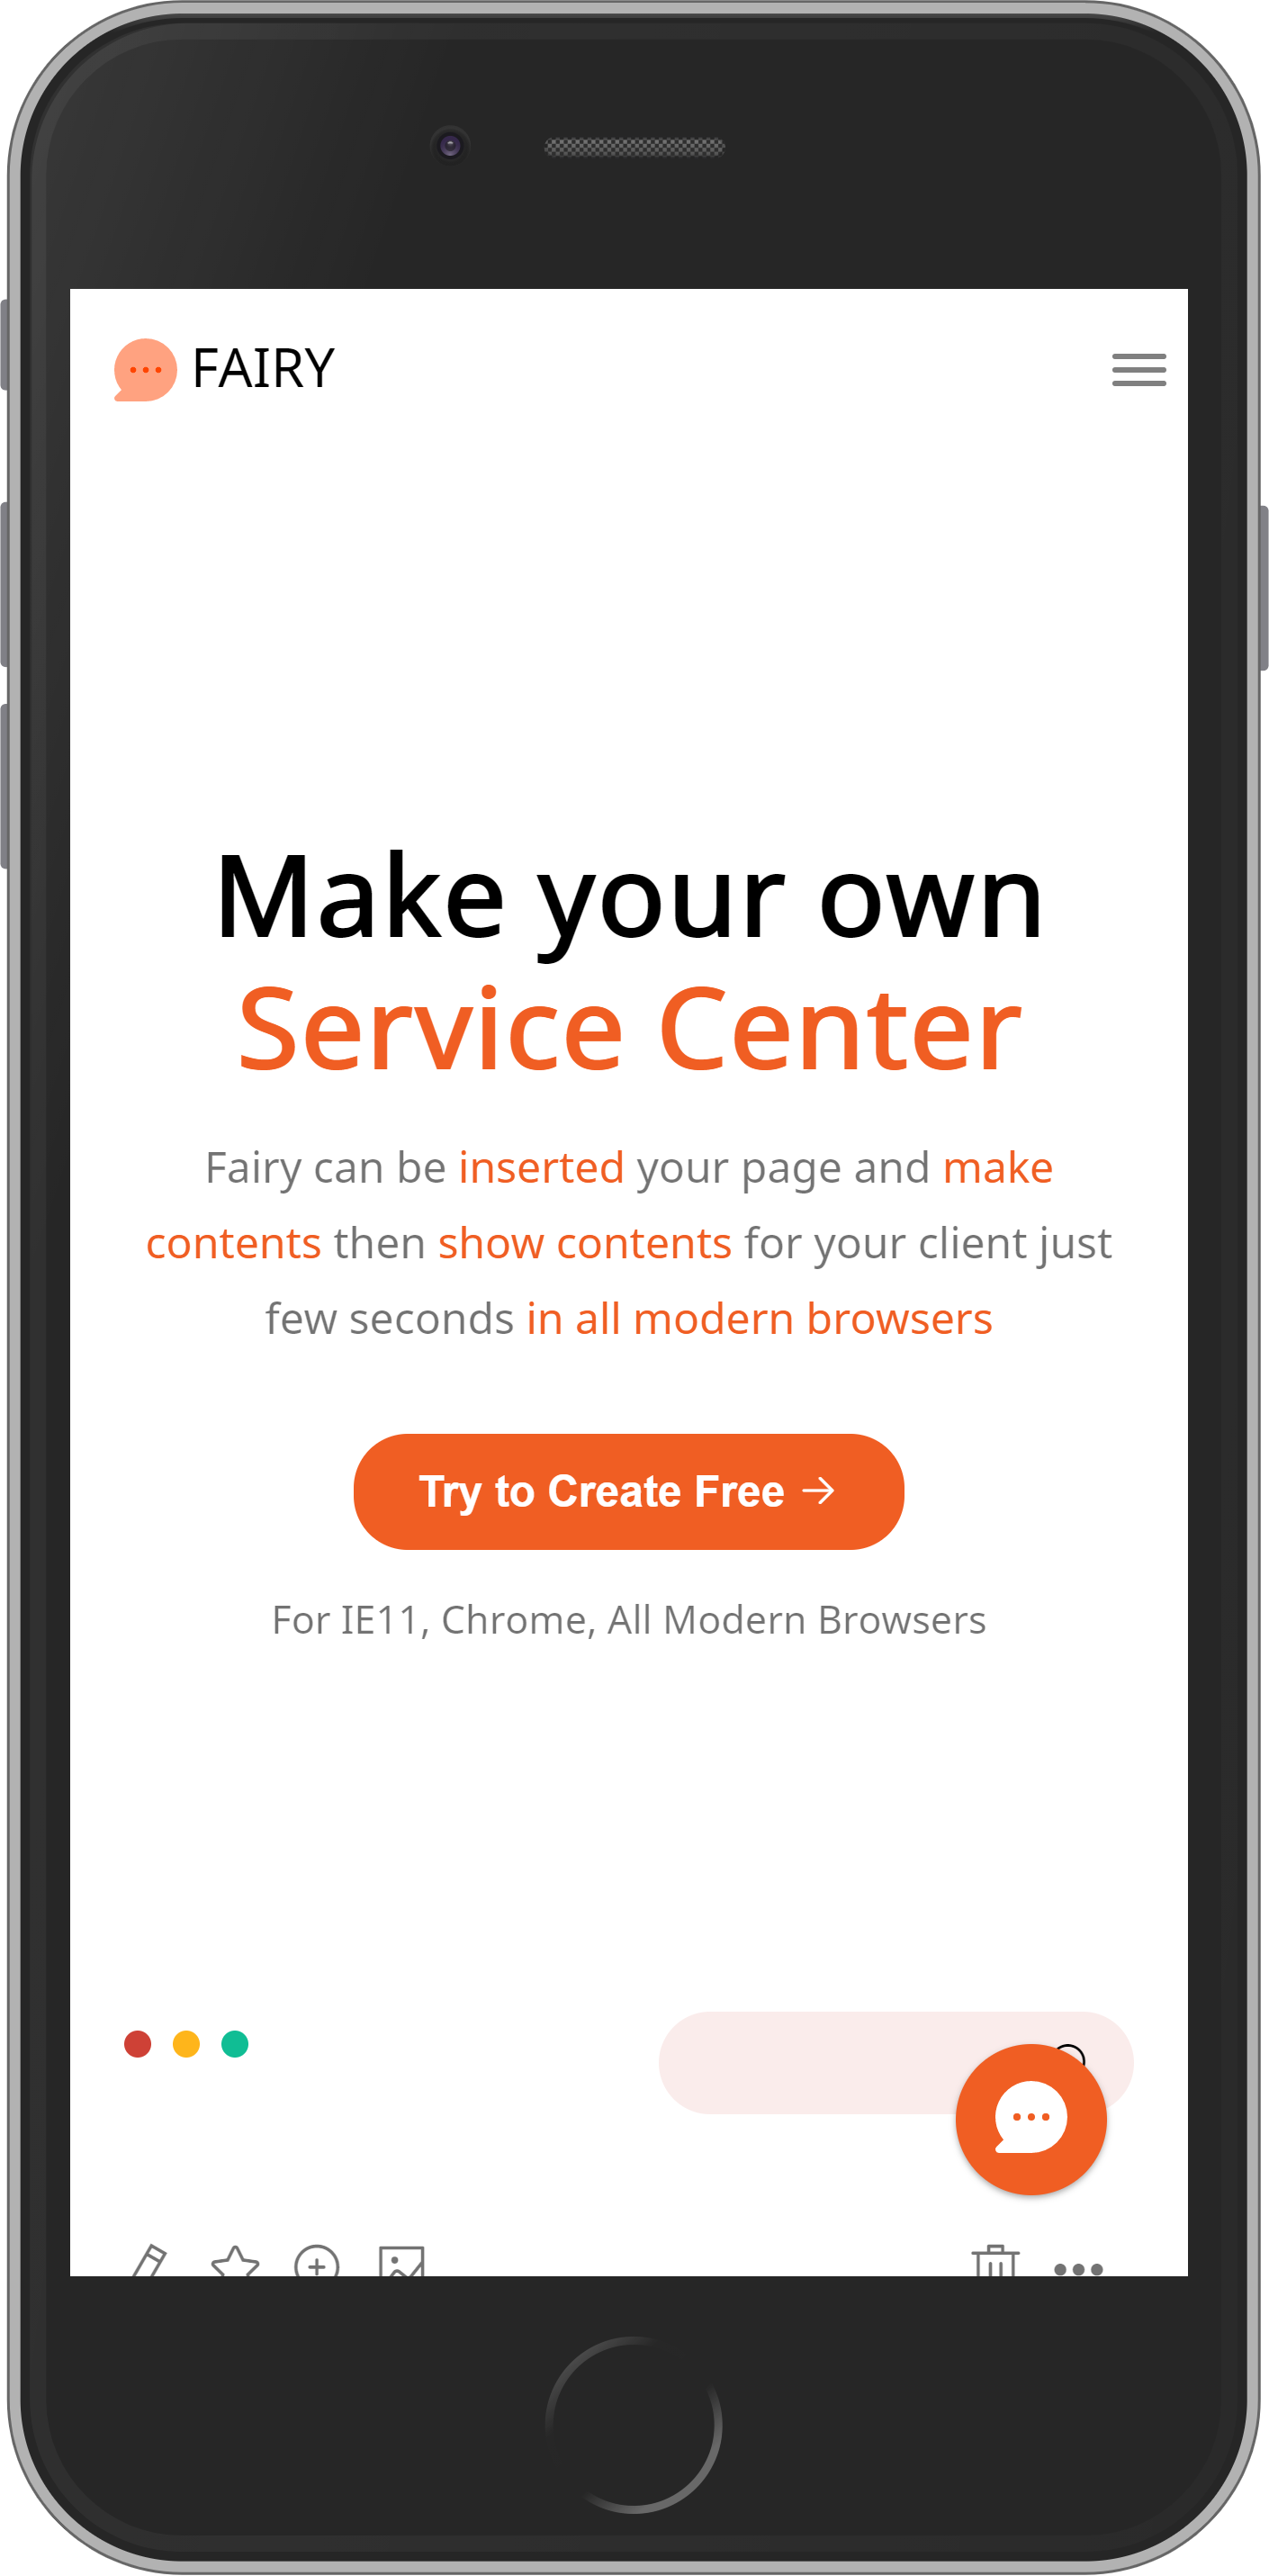 FAIRY
Make your own
Service Center
Fairy can be inserted your page and make
contents then show contents for your client just
few seconds in all modern browsers
Try to Create Free →
For IE11, Chrome, All Modern Browsers